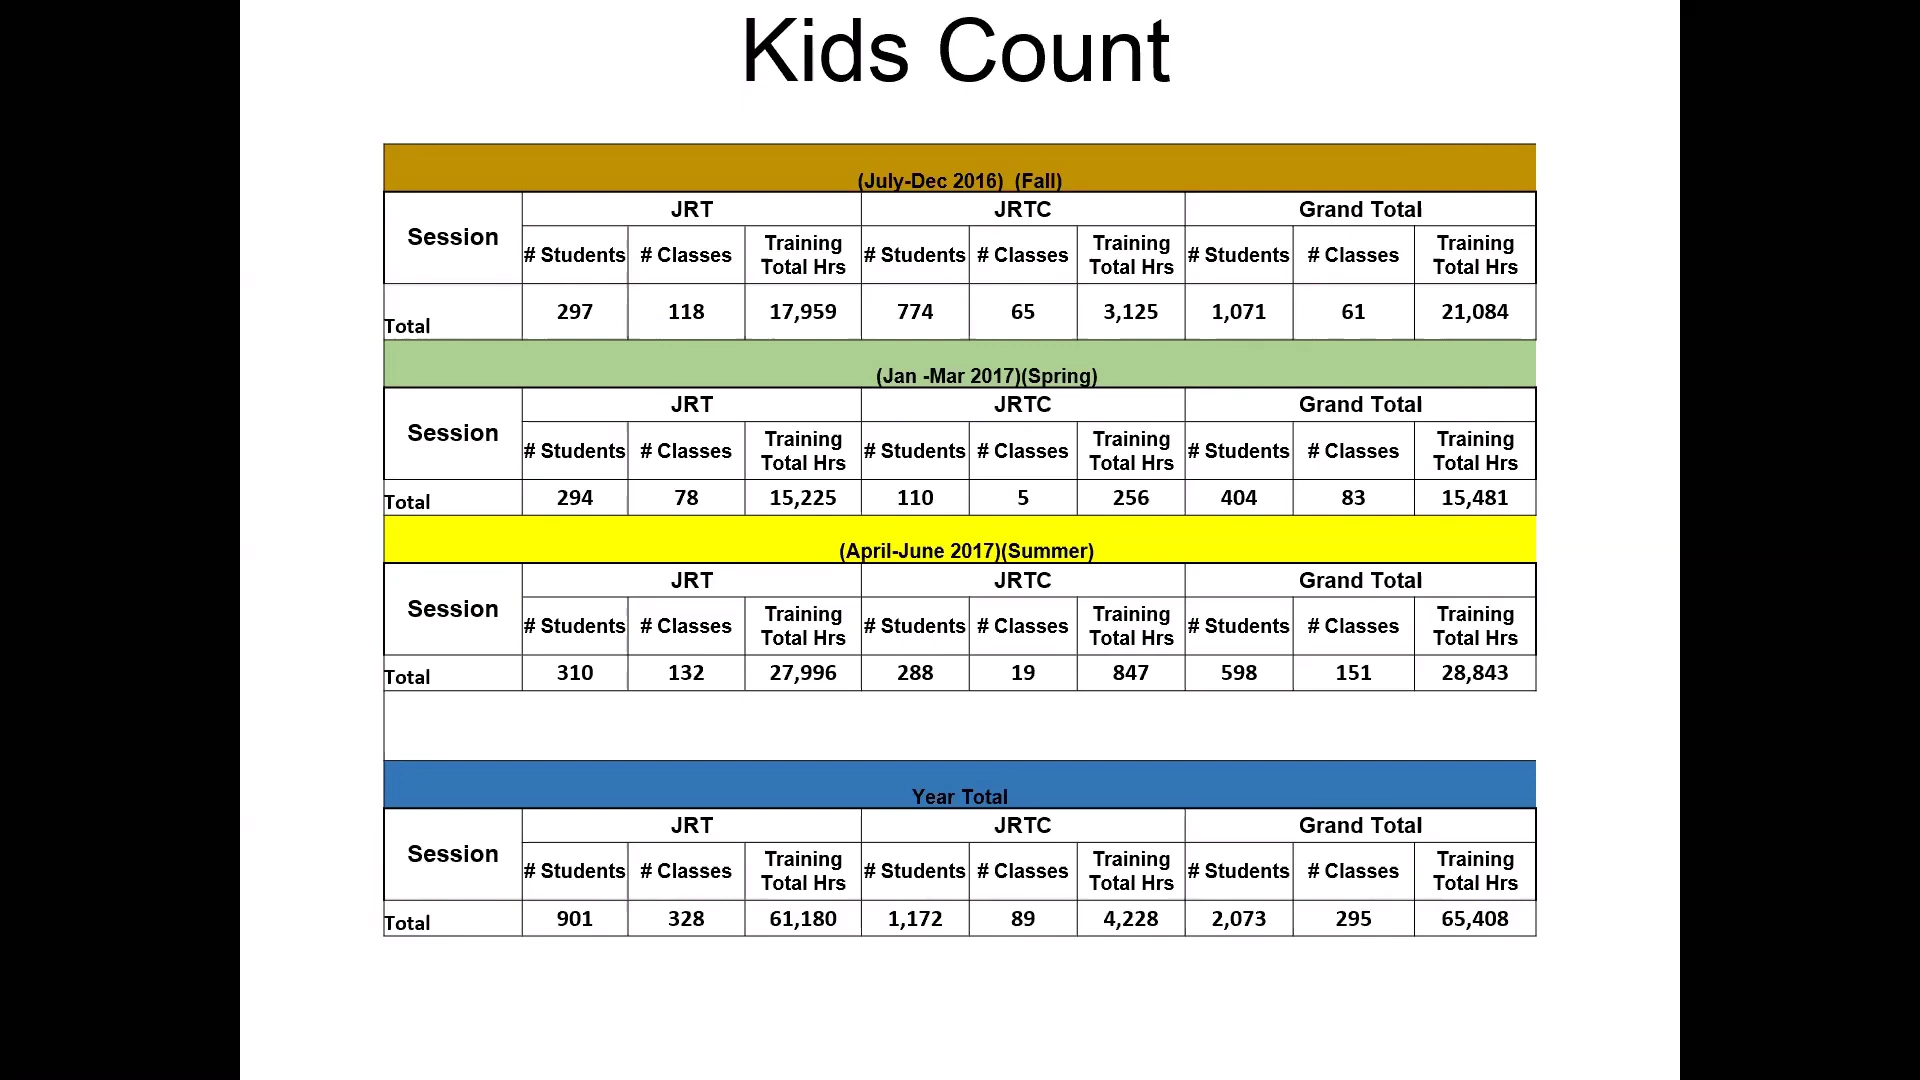 Kids Count
(July-Dec 2016) (Fall)
Session JRT JRTC Grand Total
# Students # Classes Training Total Hrs # Students # Classes Training Total Hrs # Students # Classes Training Total Hrs
Total 297 118 17,959 774 65 3,125 1,071 61 21,084
(Jan -Mar 2017)(Spring)
Session JRT JRTC Grand Total
# Students # Classes Training Total Hrs # Students # Classes Training Total Hrs # Students # Classes Training Total Hrs
Total 294 78 15,225 110 5 256 404 83 15,481
(April-June 2017)(Summer)
Session JRT JRTC Grand Total
# Students # Classes Training Total Hrs # Students # Classes Training Total Hrs # Students # Classes Training Total Hrs
Total 310 132 27,996 288 19 847 598 151 28,843
Year Total
Session JRT JRTC Grand Total
# Students # Classes Training Total Hrs # Students # Classes Training Total Hrs # Students # Classes Training Total Hrs
Total 901 328 61,180 1,172 89 4,228 2,073 295 65,408